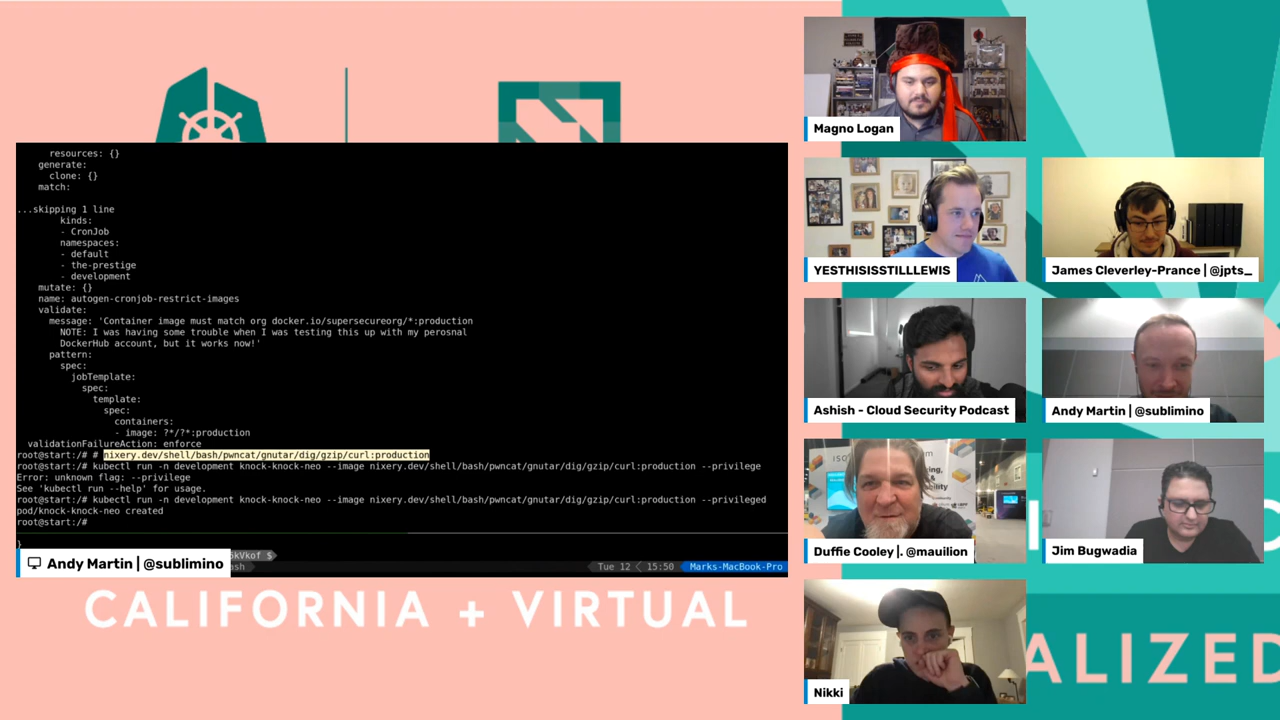 resources: {}
generate:
clone: {}
match:
...skipping 1 line
kinds:
- CronJob
namespaces:
- default
- the-prestige
- development
mutate: {}
name: autogen-cronjob-restrict-images
validate:
message: 'Container image must match org docker.io/supersecureorg/*:production
NOTE: I was having some trouble when I was testing this up with my perosnal
DockerHub account, but it works now!'
pattern:
spec:
jobTemplate:
spec:
template:
spec:
containers:
- image: ?*/?*:production
validationFailureAction: enforce
root@start:/# # nixery.dev/shell/bash/pwncat/gnutar/dig/gzip/curl:production
root@start:/# kubectl run -n development knock-knock-neo --image nixery.dev/shell/bash/pwncat/gnutar/dig/gzip/curl:production --privilege
Error: unknown flag: --privilege
See 'kubectl run --help' for usage.
root@start:/# kubectl run -n development knock-knock-neo --image nixery.dev/shell/bash/pwncat/gnutar/dig/gzip/curl:production --privileged
pod/knock-knock-neo created
root@start:/#
}
5kVkof $
ash
Tue 12 < 15:50 Marks-MacBook-Pro
Andy Martin | @sublimino
CALIFORNIA + VIRTUAL
Magno Logan
YESTHISISSTILLLEWIS
James Cleverley-Prance | @jpts_
Ashish - Cloud Security Podcast
Andy Martin | @sublimino
Duffie Cooley |. @mauilion
Jim Bugwadia
Nikki
ALIZED